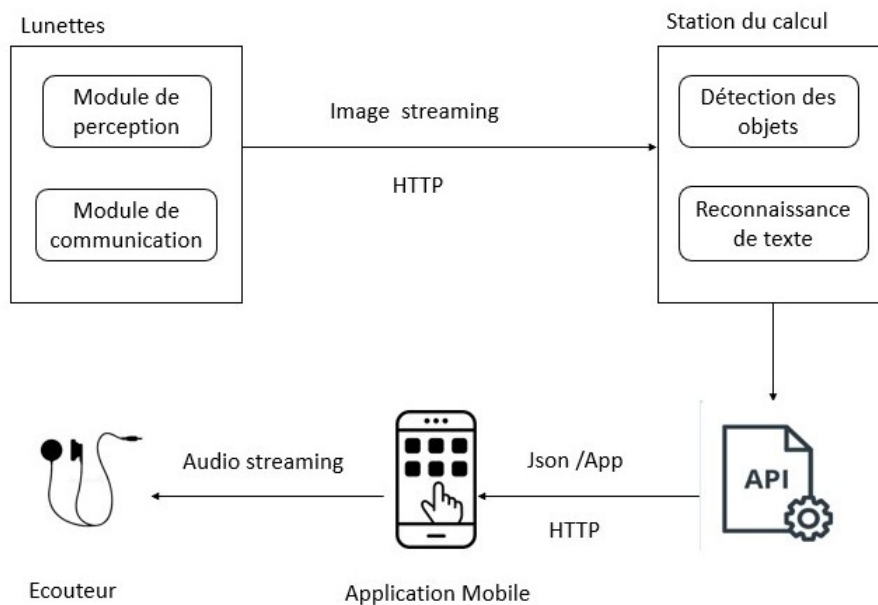 Lunettes
Station du calcul
Module de
perception
Image  streaming
Détection des
objets
HTTP
Module de
communication
Reconnaissance
de texte
Audio streaming
Json /App
API
HTTP
Ecouteur
Application Mobile